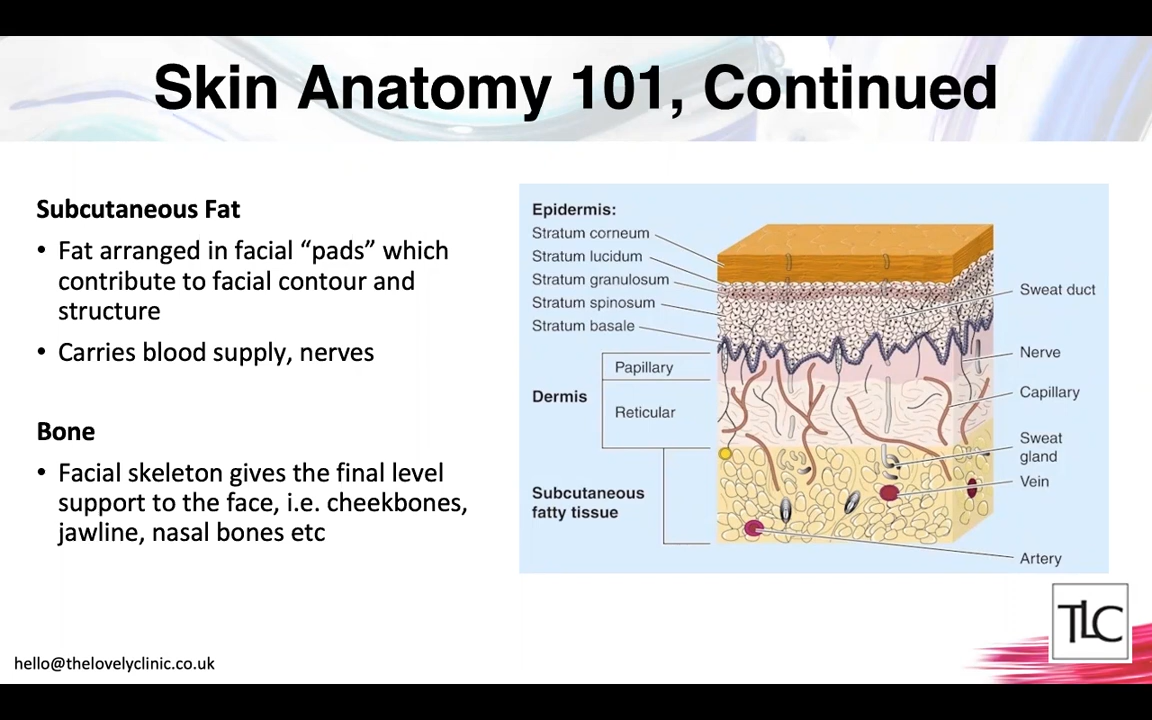 Skin Anatomy 101, Continued
Subcutaneous Fat
• Fat arranged in facial “pads” which
contribute to facial contour and
structure
• Carries blood supply, nerves
Bone
• Facial skeleton gives the final level
support to the face, i.e. cheekbones,
jawline, nasal bones etc
Epidermis:
Stratum corneum
Stratum lucidum
Stratum granulosum
Stratum spinosum
Stratum basale
Papillary
Dermis
Reticular
Subcutaneous
fatty tissue
Sweat duct
Nerve
Capillary
Sweat
gland
Vein
Artery
TLC
hello@thelovelyclinic.co.uk